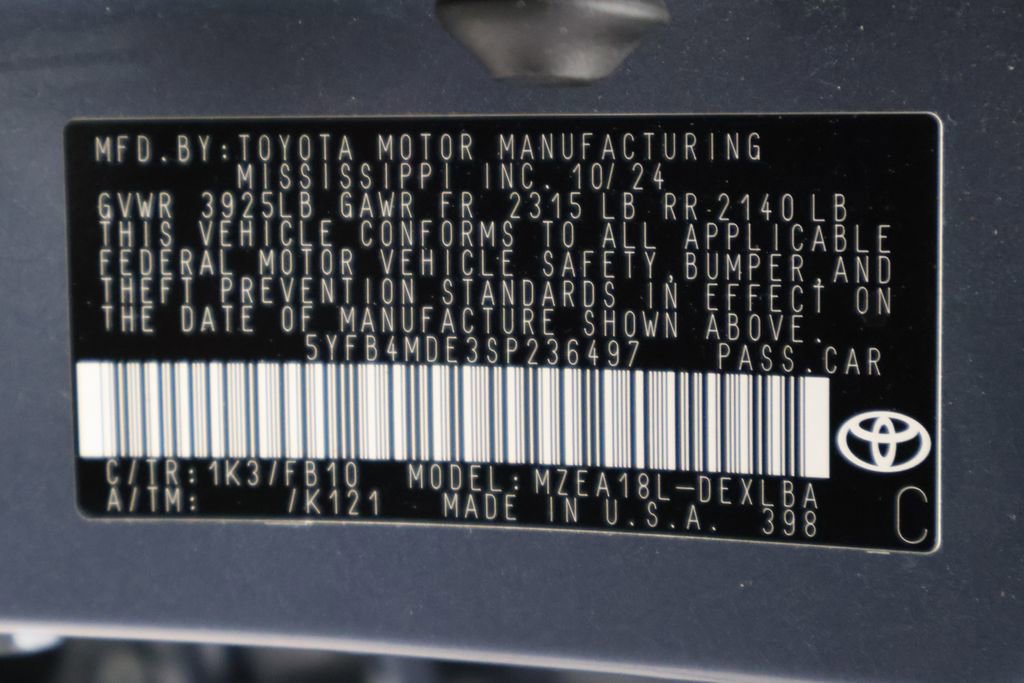 MFD.BY:TOYOTA MOTOR MANUFACTURING
MISSISSIPPI INC. 10/24
GVWR 3925LB GAWR FR 2315 LB RR 2140 LB
THIS VEHICLE CONFORMS TO ALL APPLICABLE
FEDERAL MOTOR VEHICLE SAFETY,BUMPER,AND
THEFT PREVENTION STANDARDS IN EFFECT ON
THE DATE OF MANUFACTURE SHOWN ABOVE.
5YFB4MDE3SP236497 PASS.CAR
C/TR:1K3/FB10 MODEL:MZEA18L-DEXLBA
A/TM: /K121 MADE IN U.S.A. 398
C